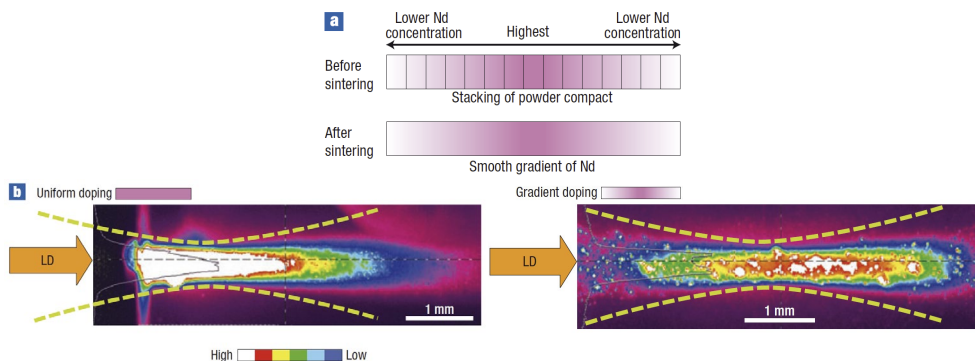 a
Lower Nd
concentration
Highest
Lower Nd
concentration
Before
sintering
Stacking of powder compact
After
sintering
Smooth gradient of Nd
b
Uniform doping
Gradient doping
LD
1 mm
LD
1 mm
High
Low